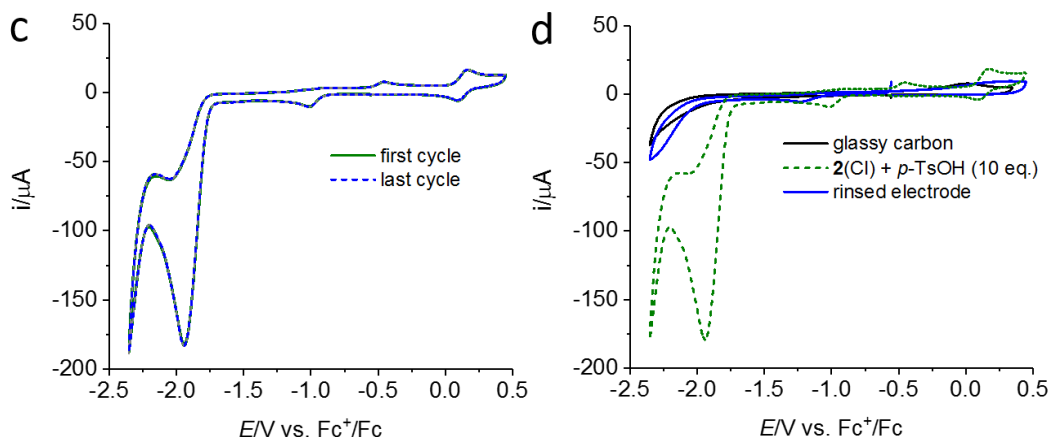 c
50
0
-50
-100
-150
-200
i/µA
first cycle
last cycle
-2.5 -2.0 -1.5 -1.0 -0.5 0.0 0.5
E/V vs. Fc⁺/Fc
d
50
0
-50
-100
-150
-200
i/µA
glassy carbon
2(Cl) + p-TsOH (10 eq.)
rinsed electrode
-2.5 -2.0 -1.5 -1.0 -0.5 0.0 0.5
E/V vs. Fc⁺/Fc